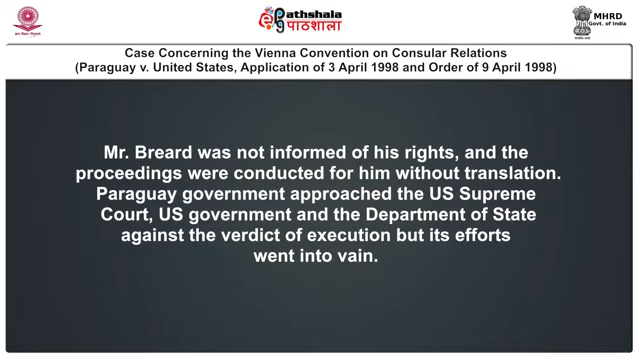 ePathshala
पाठशाला
MHRD
Govt. of India
Case Concerning the Vienna Convention on Consular Relations
(Paraguay v. United States, Application of 3 April 1998 and Order of 9 April 1998)
Mr. Breard was not informed of his rights, and the
proceedings were conducted for him without translation.
Paraguay government approached the US Supreme
Court, US government and the Department of State
against the verdict of execution but its efforts
went into vain.